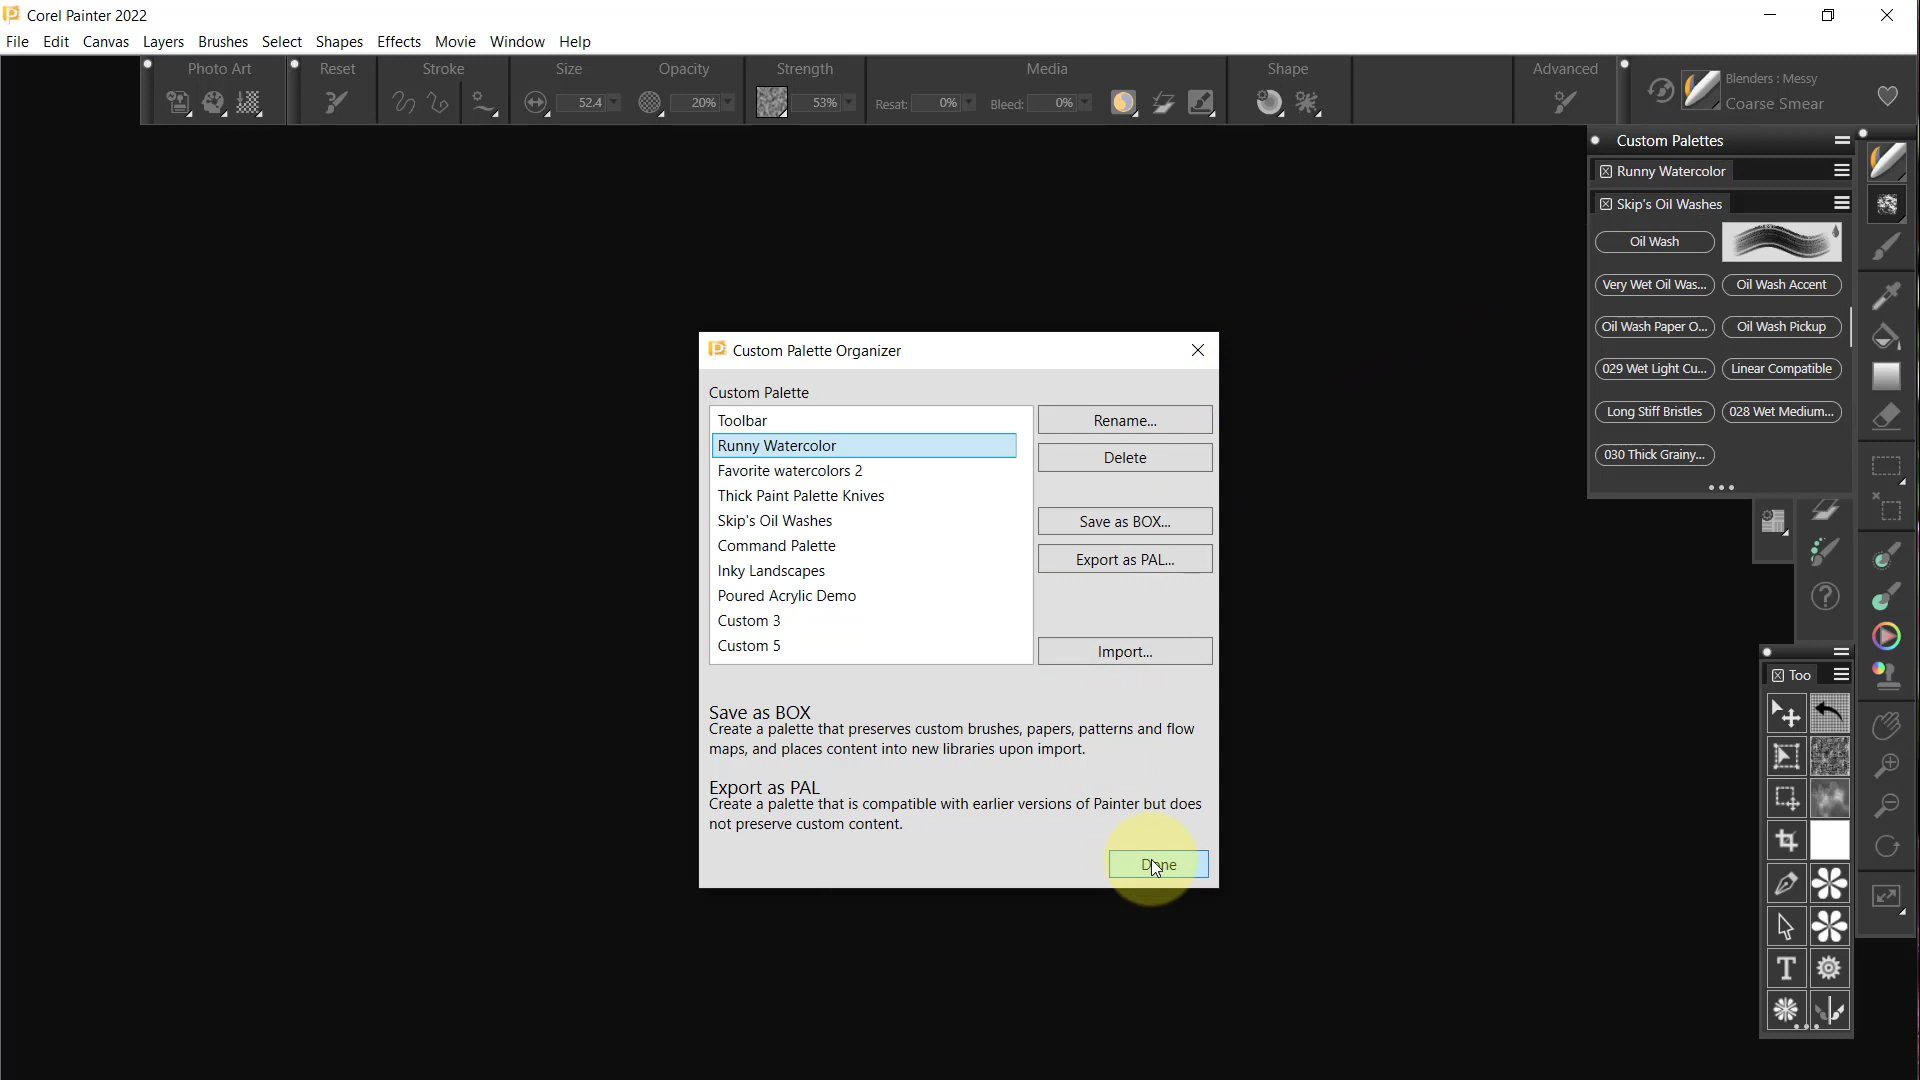 Corel Painter 2022
File Edit Canvas Layers Brushes Select Shapes Effects Movie Window Help
Photo Art Reset Stroke Size Opacity Strength Media Shape Advanced
52.4 20% 53% Resat: 0% Bleed: 0%
Blenders : Messy
Coarse Smear
Custom Palettes
Runny Watercolor
Skip's Oil Washes
Oil Wash
Very Wet Oil Was... Oil Wash Accent
Oil Wash Paper O... Oil Wash Pickup
029 Wet Light Cu... Linear Compatible
Long Stiff Bristles 028 Wet Medium...
030 Thick Grainy...
Custom Palette Organizer
Custom Palette
Toolbar
Runny Watercolor
Favorite watercolors 2
Thick Paint Palette Knives
Skip's Oil Washes
Command Palette
Inky Landscapes
Poured Acrylic Demo
Custom 3
Custom 5
Rename...
Delete
Save as BOX...
Export as PAL...
Import...
Save as BOX
Create a palette that preserves custom brushes, papers, patterns and flow
maps, and places content into new libraries upon import.
Export as PAL
Create a palette that is compatible with earlier versions of Painter but does
not preserve custom content.
Done
Too